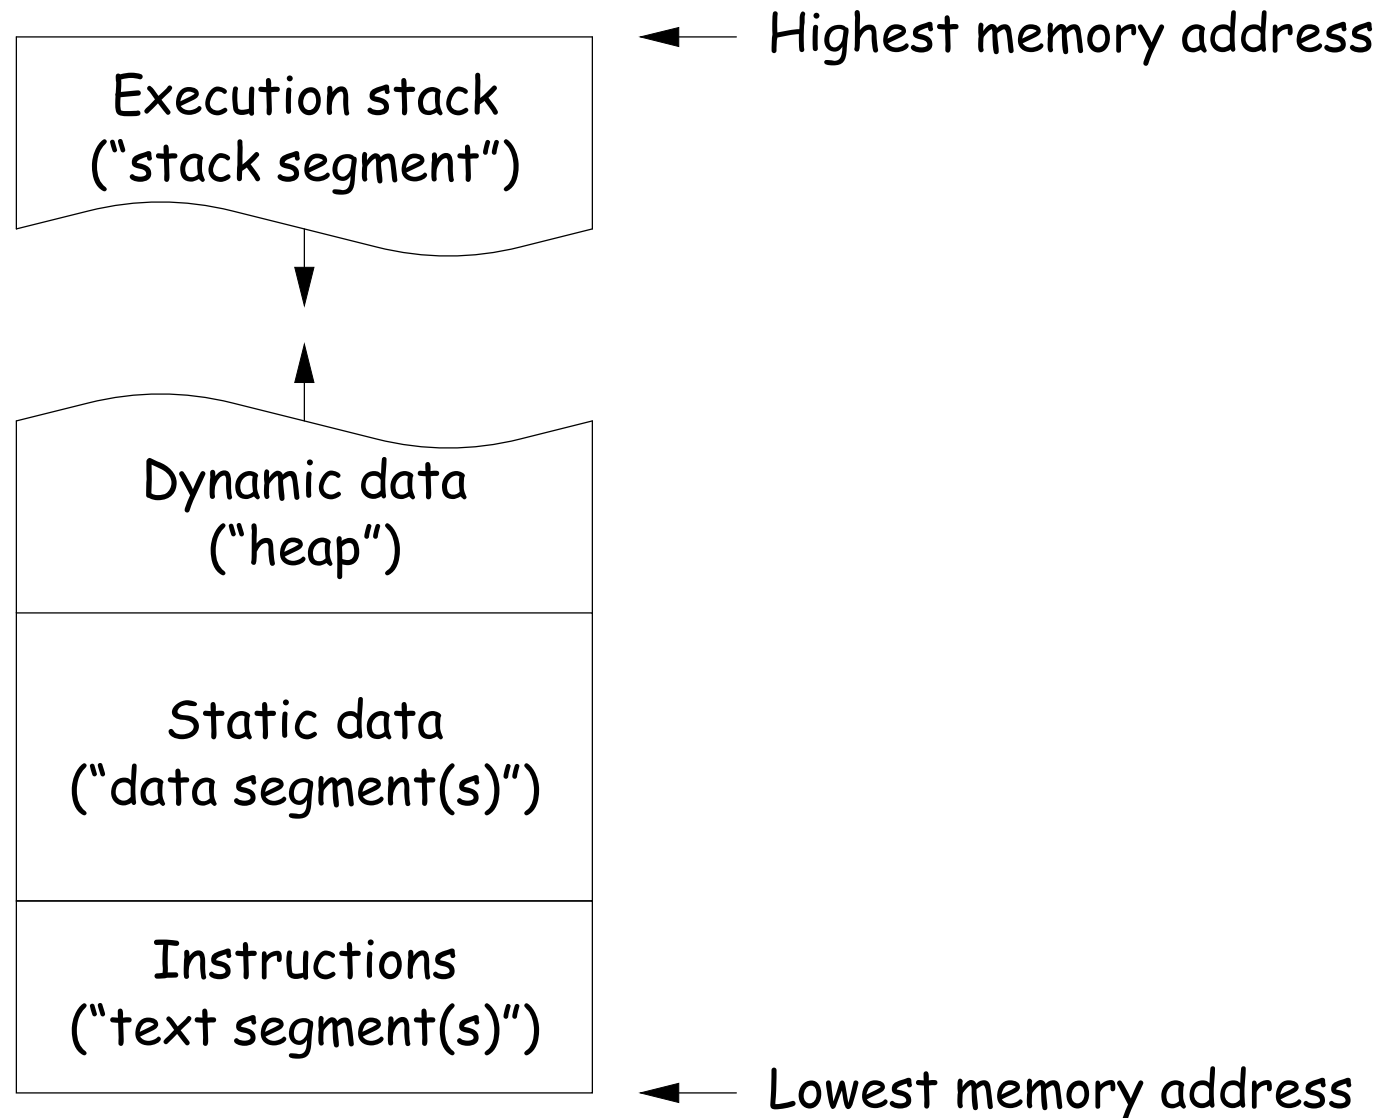 Highest memory address
Execution stack
(“stack segment”)
Dynamic data
(“heap”)
Static data
(“data segment(s)”)
Instructions
(“text segment(s)”)
Lowest memory address